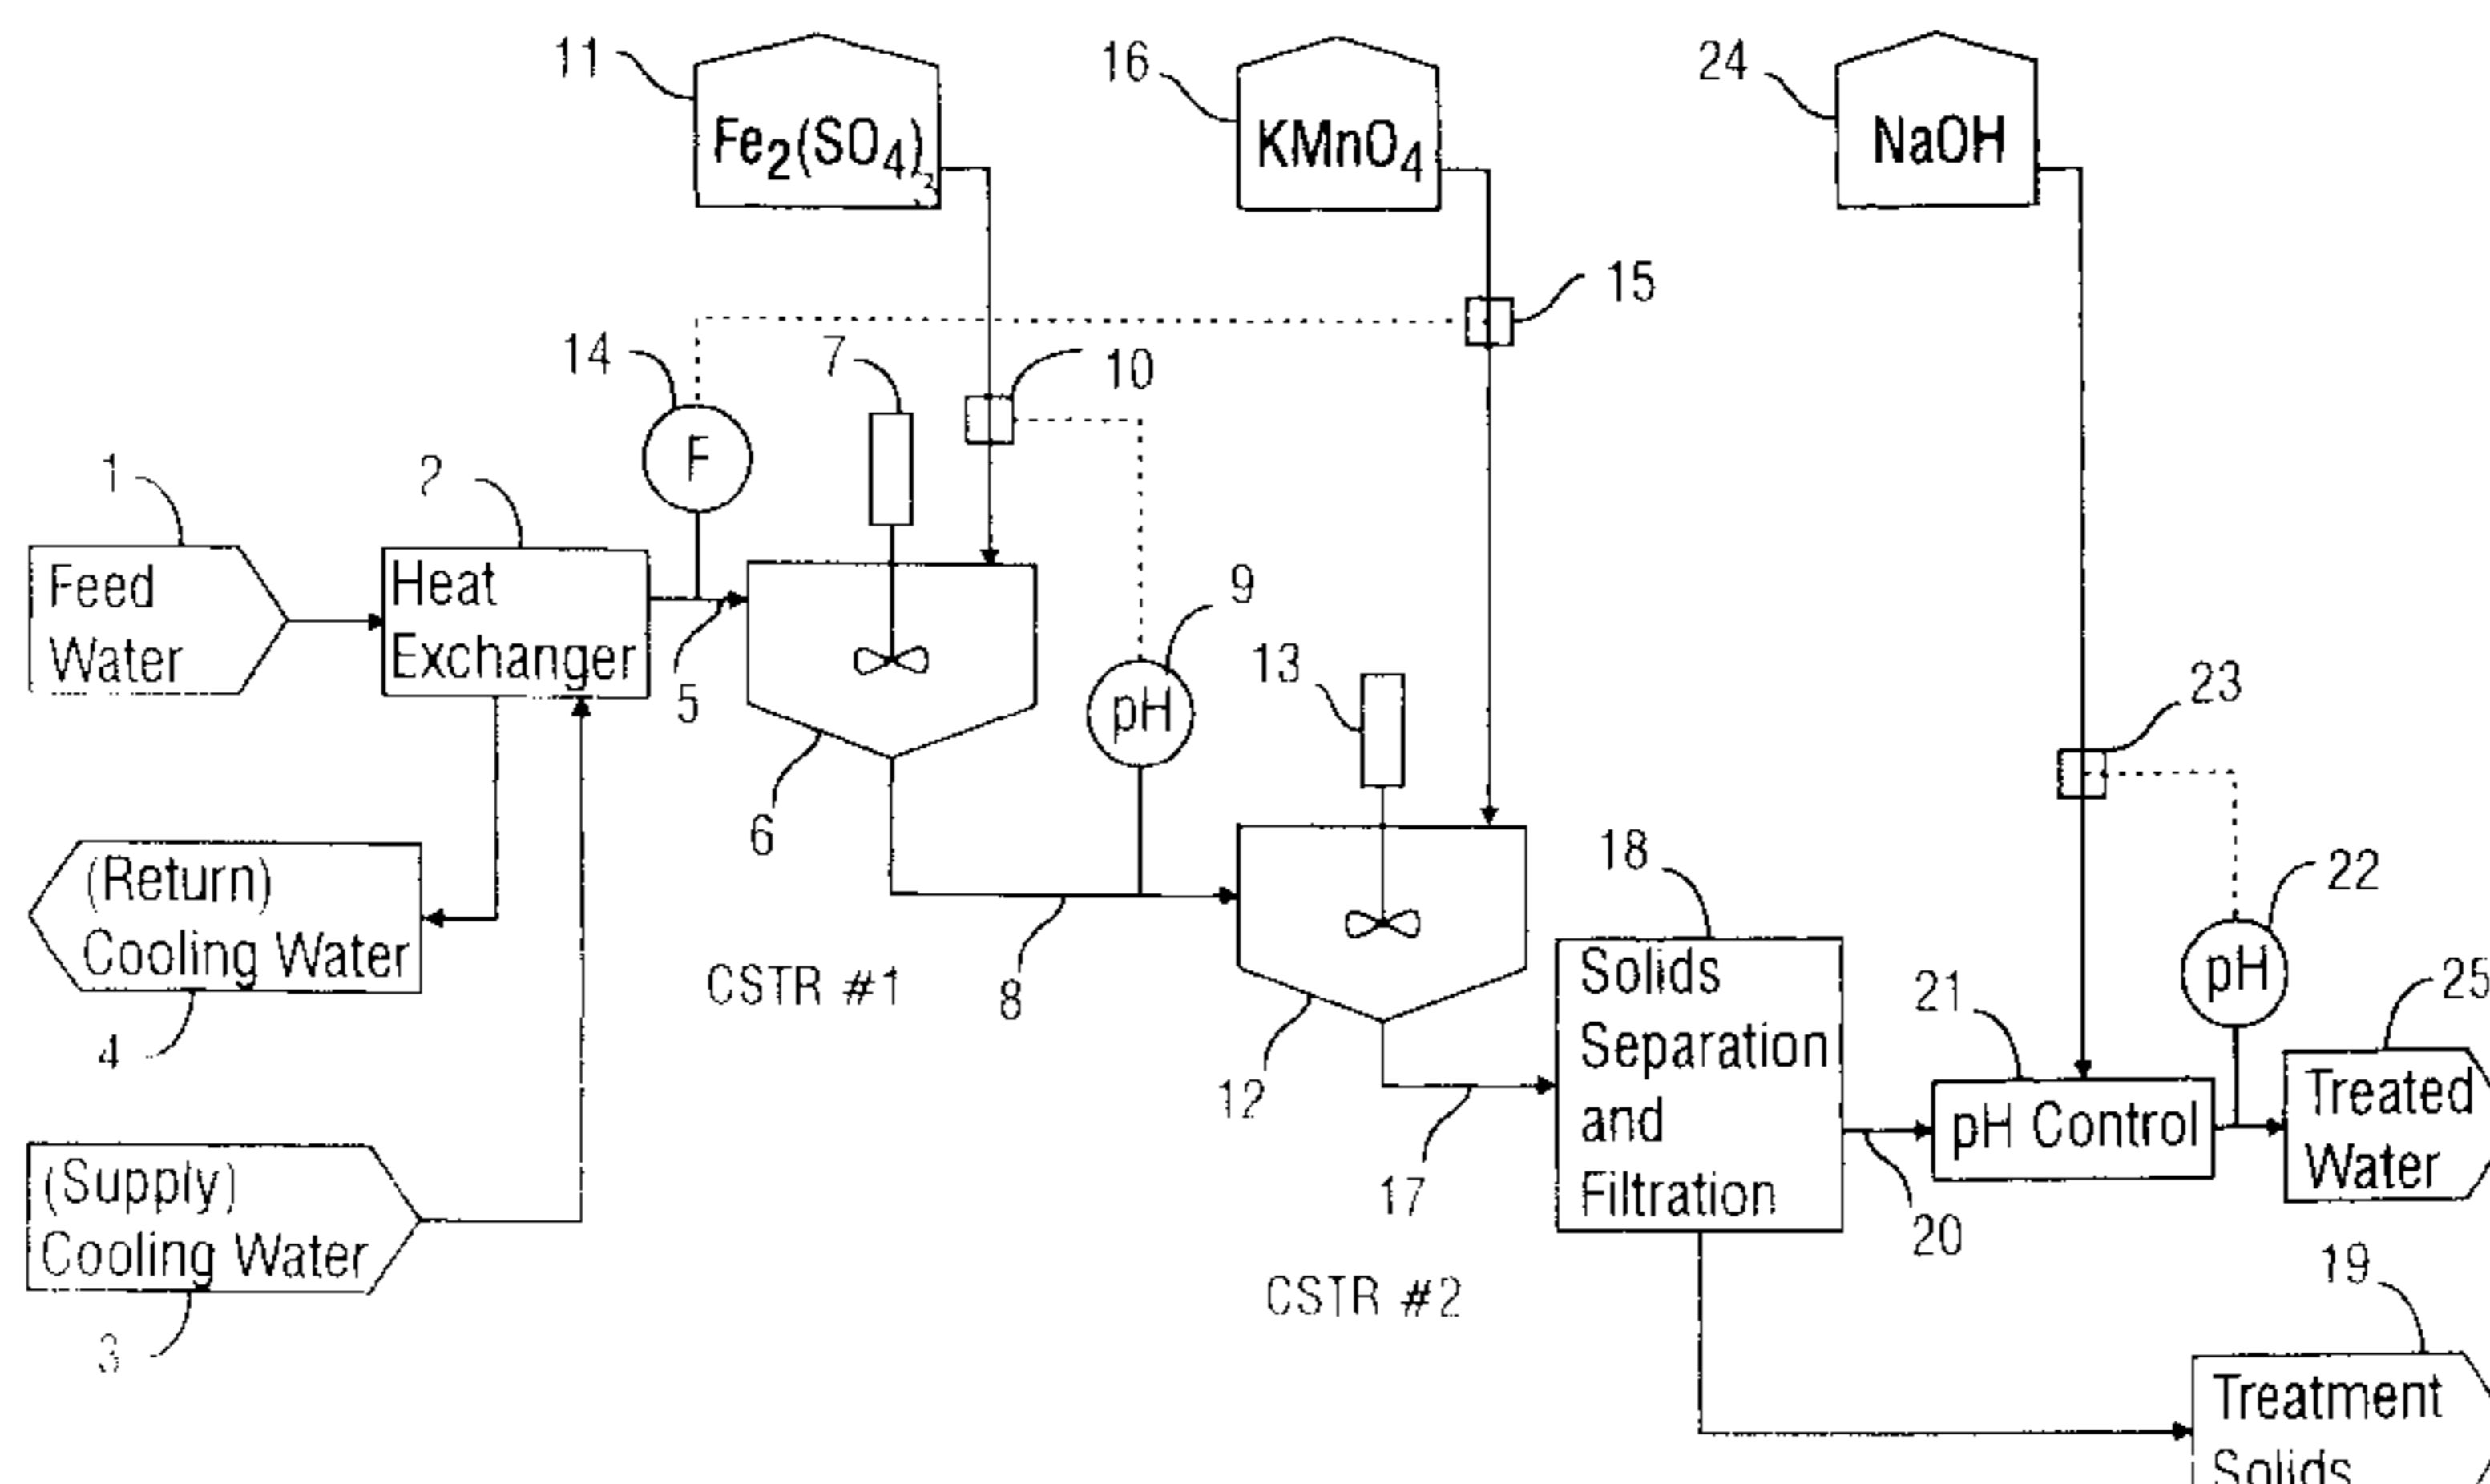 11
Fe2(SO4)3
16
KMnO4
24
NaOH
15
14
7
10
F
1
2
9
Feed
Water
Heat
Exchanger
5
pH
13
23
6
(Return)
Cooling Water
CSTR #1
8
18
22
4
12
Solids
Separation
and
Filtration
21
pH
25
pH Control
Treated
Water
(Supply)
Cooling Water
17
20
3
CSTR #2
19
Treatment
Solids